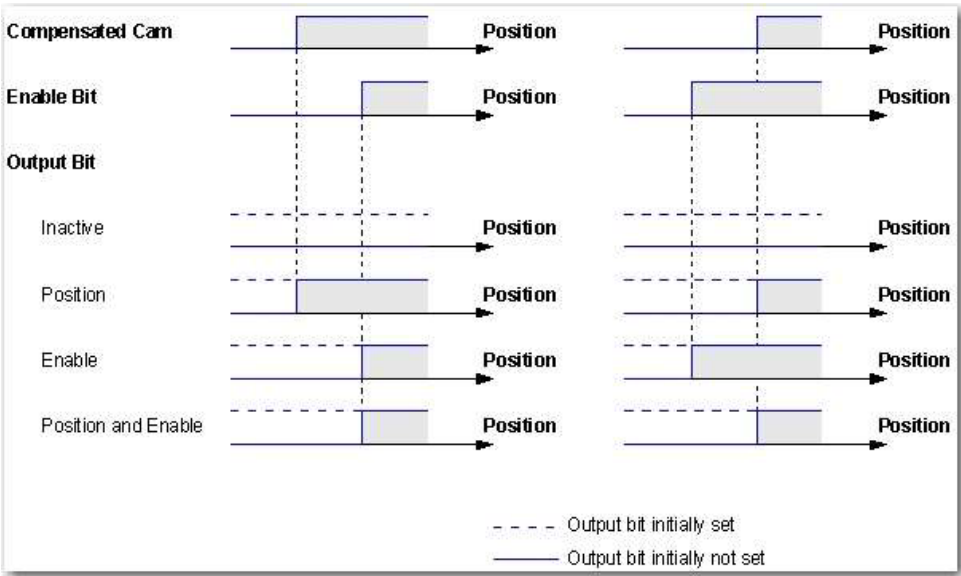 Compensated Cam Position Position
Enable Bit Position Position
Output Bit
Inactive Position Position
Position Position Position
Enable Position Position
Position and Enable Position Position
Output bit initially set
Output bit initially not set